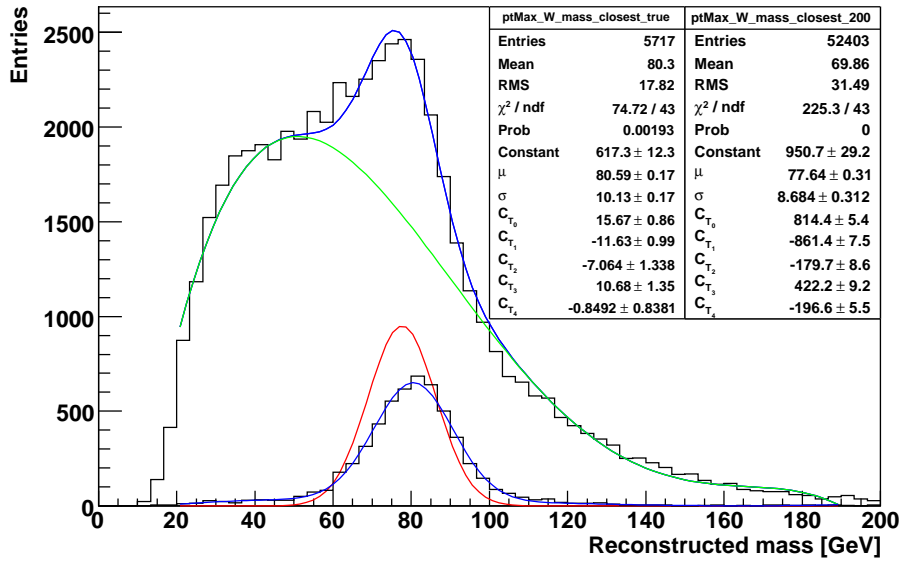 Entries
2500
2000
1500
1000
500
0
0 20 40 60 80 100 120 140 160 180 200
Reconstructed mass [GeV]
ptMax_W_mass_closest_true
Entries 5717
Mean 80.3
RMS 17.82
χ² / ndf 74.72 / 43
Prob 0.00193
Constant 617.3 ± 12.3
μ 80.59 ± 0.17
σ 10.13 ± 0.17
C_T₀ 15.67 ± 0.86
C_T₁ -11.63 ± 0.99
C_T₂ -7.064 ± 1.338
C_T₃ 10.68 ± 1.35
C_T₄ -0.8492 ± 0.8381
ptMax_W_mass_closest_200
Entries 52403
Mean 69.86
RMS 31.49
χ² / ndf 225.3 / 43
Prob 0
Constant 950.7 ± 29.2
μ 77.64 ± 0.31
σ 8.684 ± 0.312
C_T₀ 814.4 ± 5.4
C_T₁ -861.4 ± 7.5
C_T₂ -179.7 ± 8.6
C_T₃ 422.2 ± 9.2
C_T₄ -196.6 ± 5.5